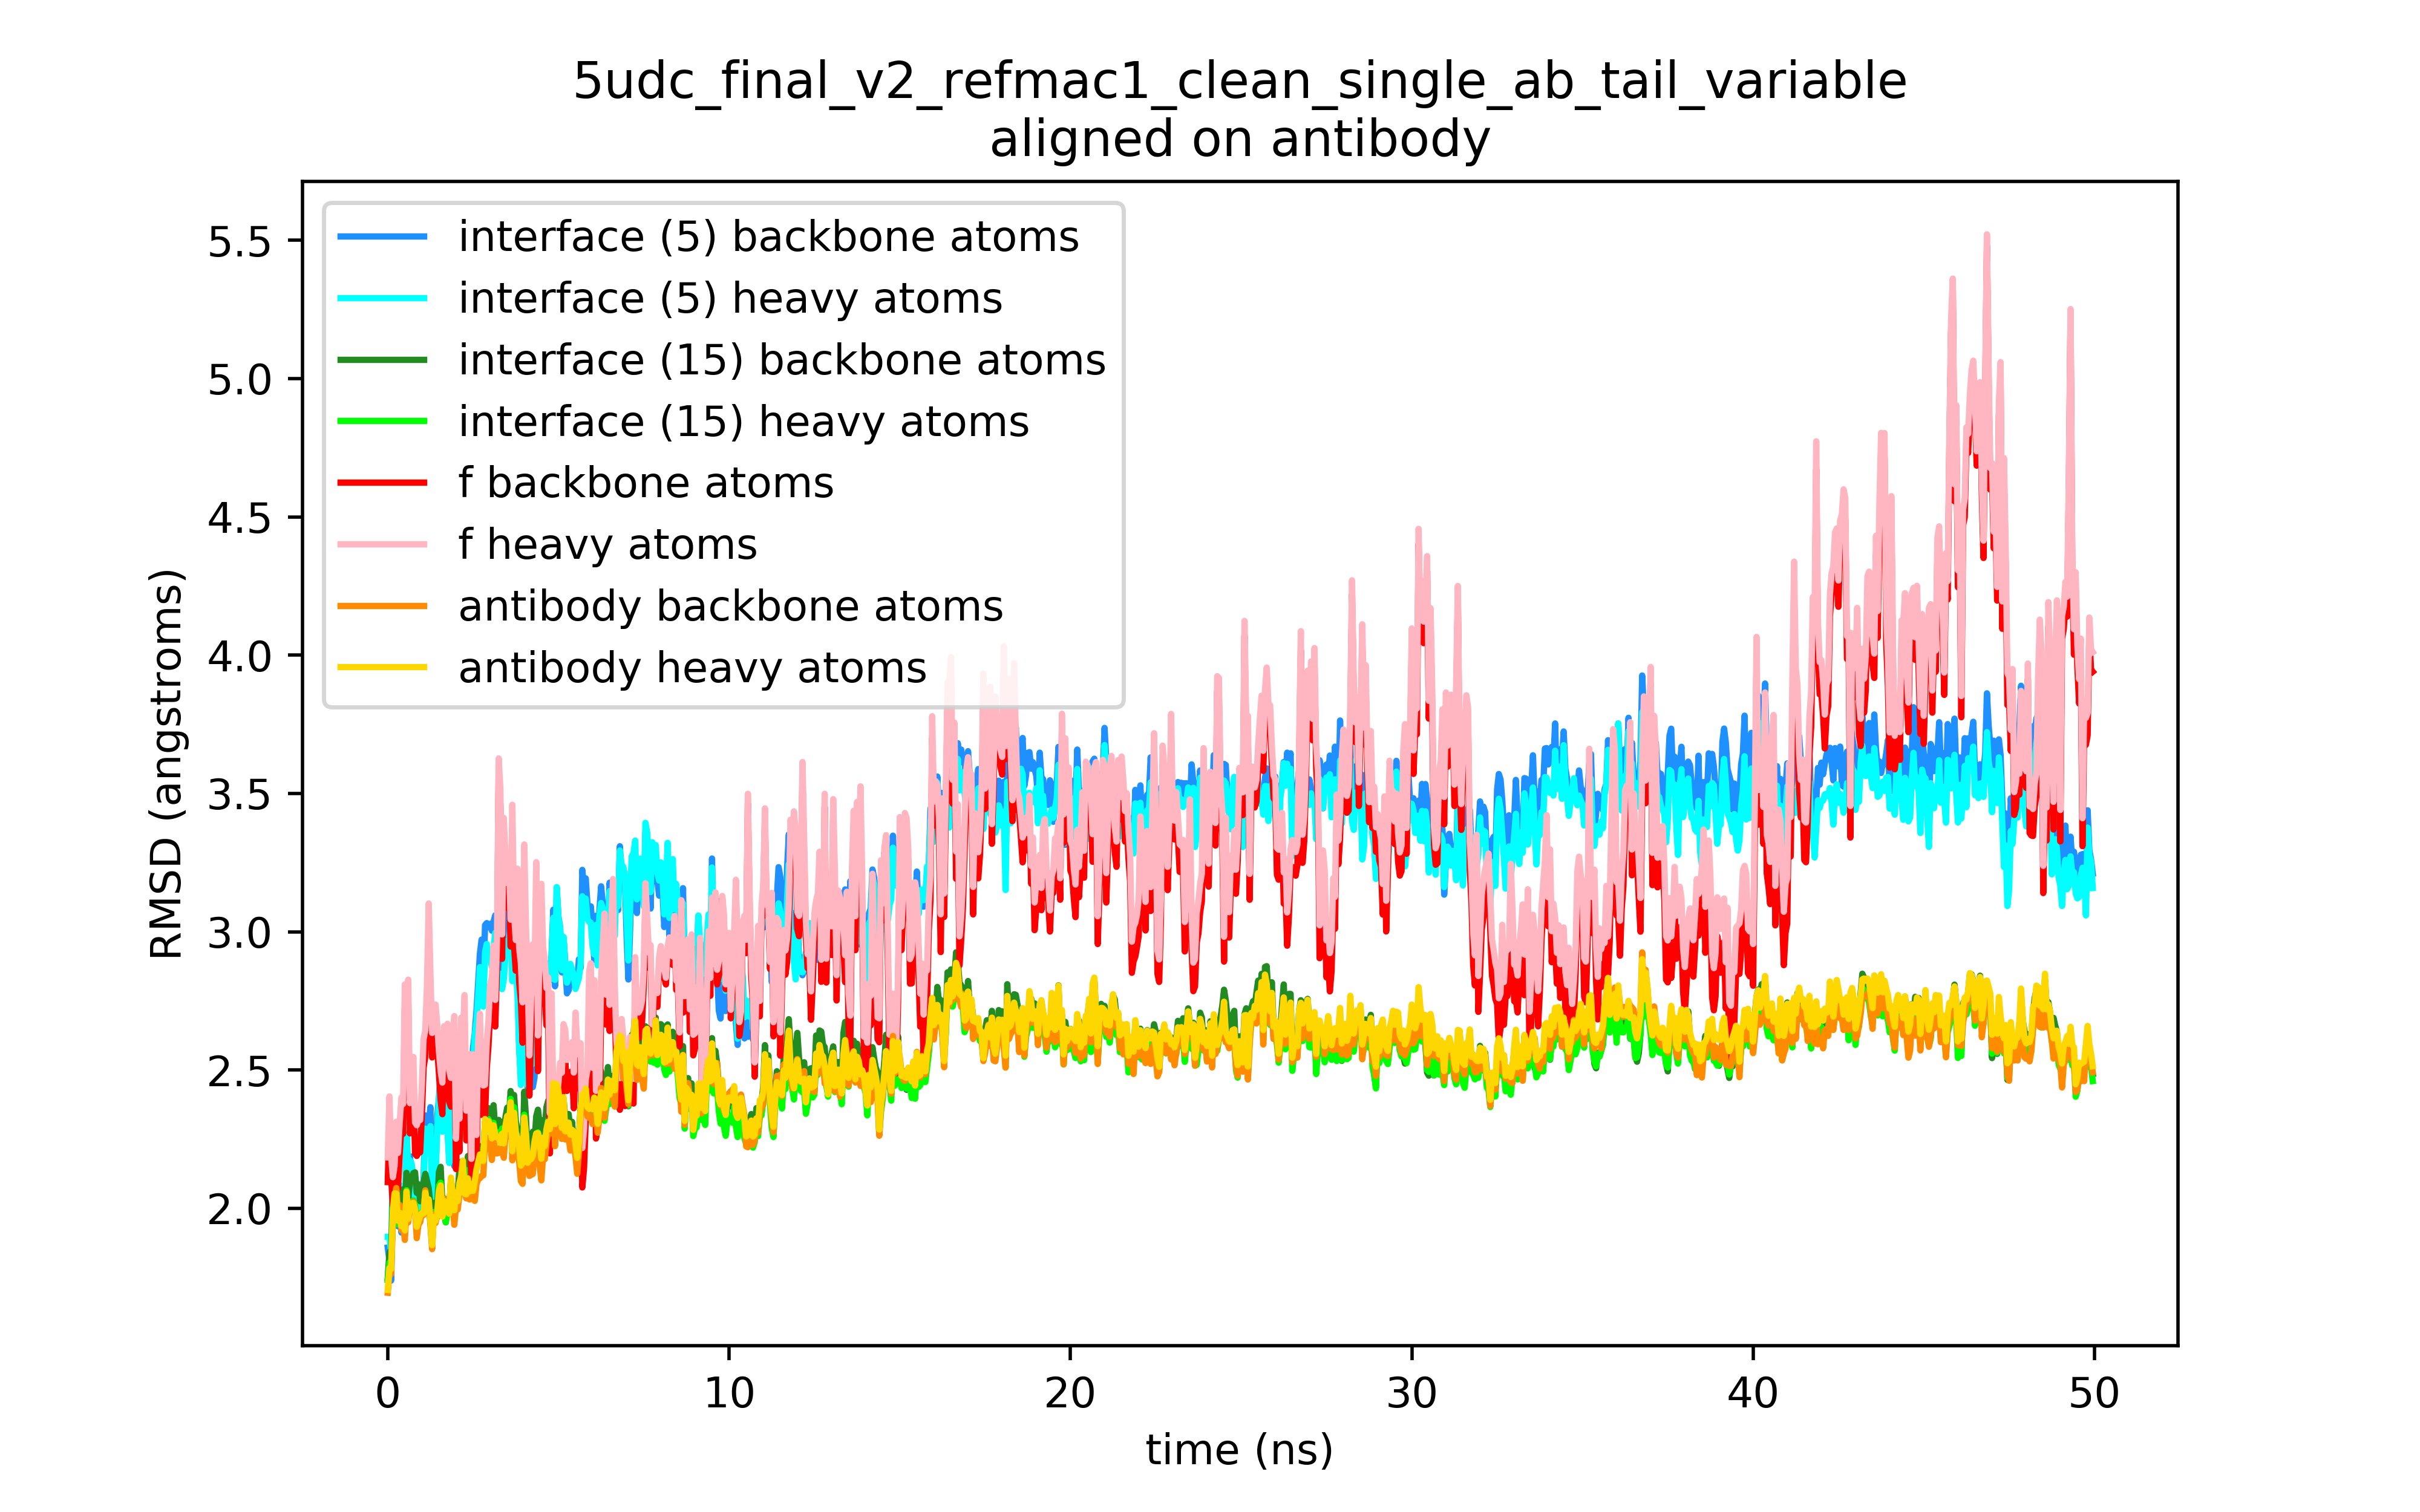 5udc_final_v2_refmac1_clean_single_ab_tail_variable
aligned on antibody
interface (5) backbone atoms
interface (5) heavy atoms
interface (15) backbone atoms
interface (15) heavy atoms
f backbone atoms
f heavy atoms
antibody backbone atoms
antibody heavy atoms
RMSD (angstroms)
5.5
5.0
4.5
4.0
3.5
3.0
2.5
2.0
0 10 20 30 40 50
time (ns)